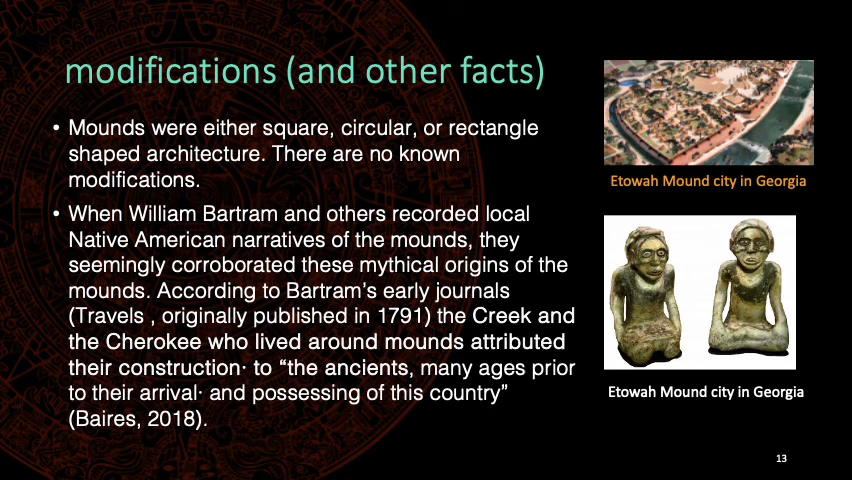 modifications (and other facts)
• Mounds were either square, circular, or rectangle
shaped architecture. There are no known
modifications.
• When William Bartram and others recorded local
Native American narratives of the mounds, they
seemingly corroborated these mythical origins of the
mounds. According to Bartram's early journals
(Travels , originally published in 1791) the Creek and
the Cherokee who lived around mounds attributed
their construction· to “the ancients, many ages prior
to their arrival· and possessing of this country”
(Baires, 2018).
Etowah Mound city in Georgia
Etowah Mound city in Georgia
13